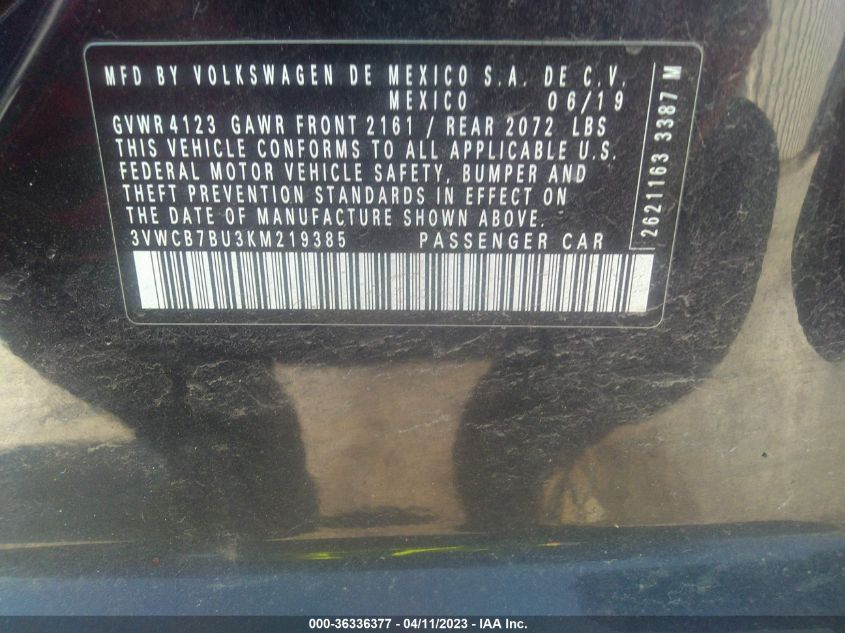 MFD BY VOLKSWAGEN DE MEXICO S.A. DE C.V.
MEXICO 06/19
GVWR 4123 GAWR FRONT 2161 / REAR 2072 LBS
THIS VEHICLE CONFORMS TO ALL APPLICABLE U.S.
FEDERAL MOTOR VEHICLE SAFETY, BUMPER AND
THEFT PREVENTION STANDARDS IN EFFECT ON
THE DATE OF MANUFACTURE SHOWN ABOVE.
3VWCB7BU3KM219385 PASSENGER CAR
2621163 3387 M
000-36336377 - 04/11/2023 - IAA Inc.